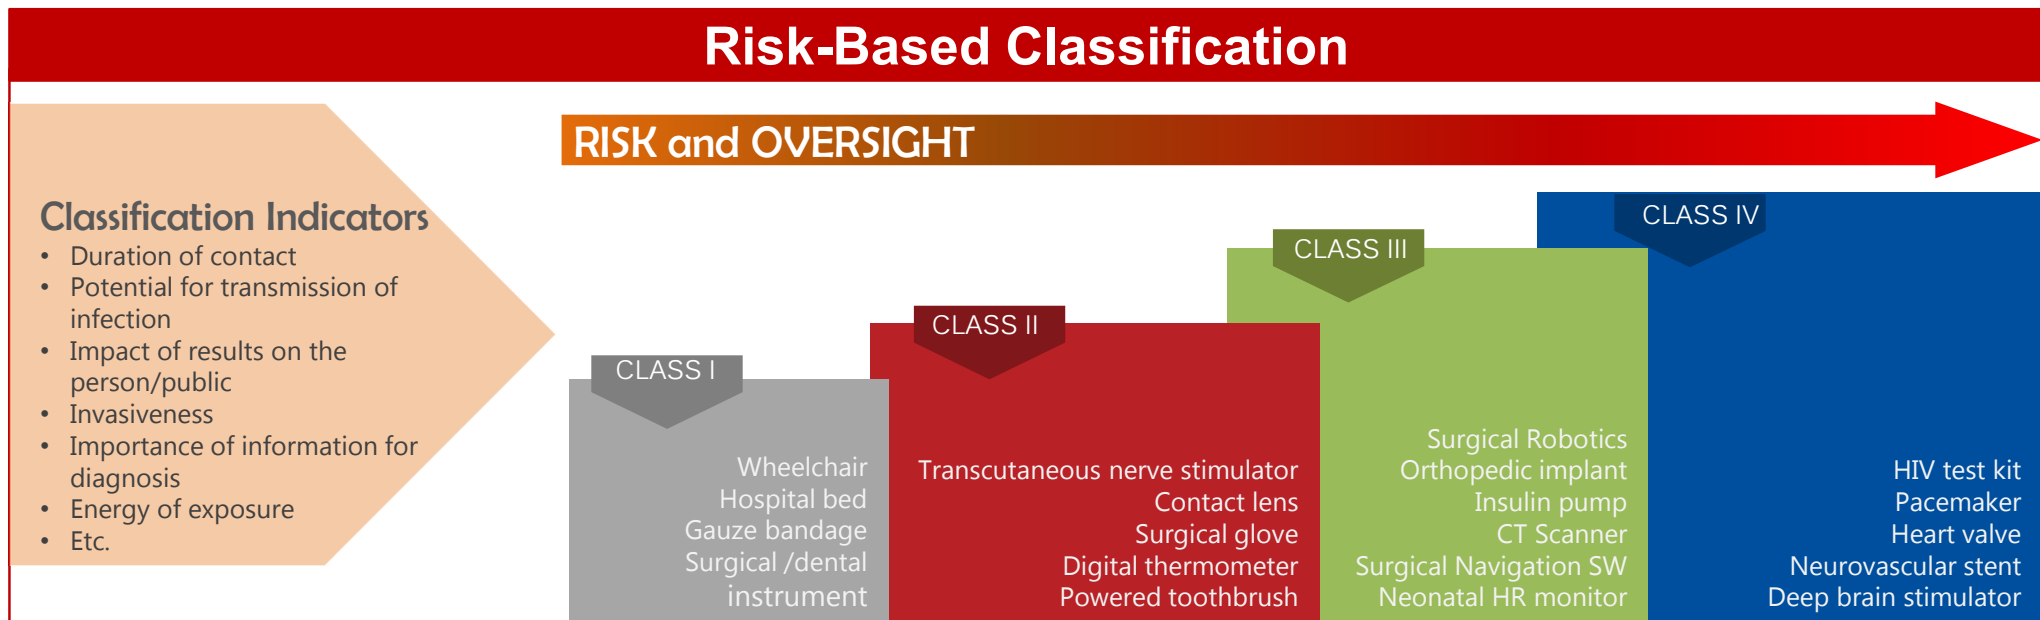 Risk-Based Classification
RISK and OVERSIGHT
Classification Indicators
• Duration of contact
• Potential for transmission of
infection
• Impact of results on the
person/public
• Invasiveness
• Importance of information for
diagnosis
• Energy of exposure
• Etc.
CLASS I
Wheelchair
Hospital bed
Gauze bandage
Surgical /dental
instrument
CLASS II
Transcutaneous nerve stimulator
Contact lens
Surgical glove
Digital thermometer
Powered toothbrush
CLASS III
Surgical Robotics
Orthopedic implant
Insulin pump
CT Scanner
Surgical Navigation SW
Neonatal HR monitor
CLASS IV
HIV test kit
Pacemaker
Heart valve
Neurovascular stent
Deep brain stimulator